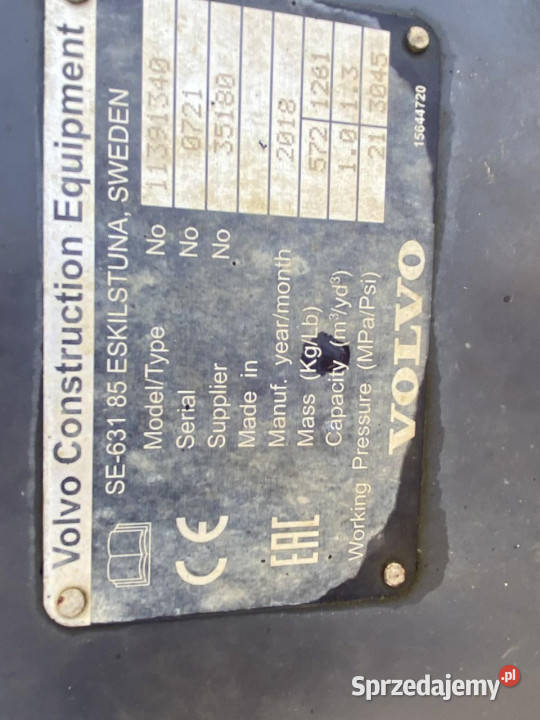 Volvo Construction Equipment
SE-631 85 ESKILSTUNA, SWEDEN
Model/Type No 11391340
Serial No 0721
Supplier No 35180
Made in
Manuf. year/month 2018
Mass (Kg/Lb) 572 1261
Capacity (m³/yd³) 1.0 1.3
Working Pressure (MPa/Psi) 21 3045
CE
EAC
VOLVO
15644720
Sprzedajemy.pl